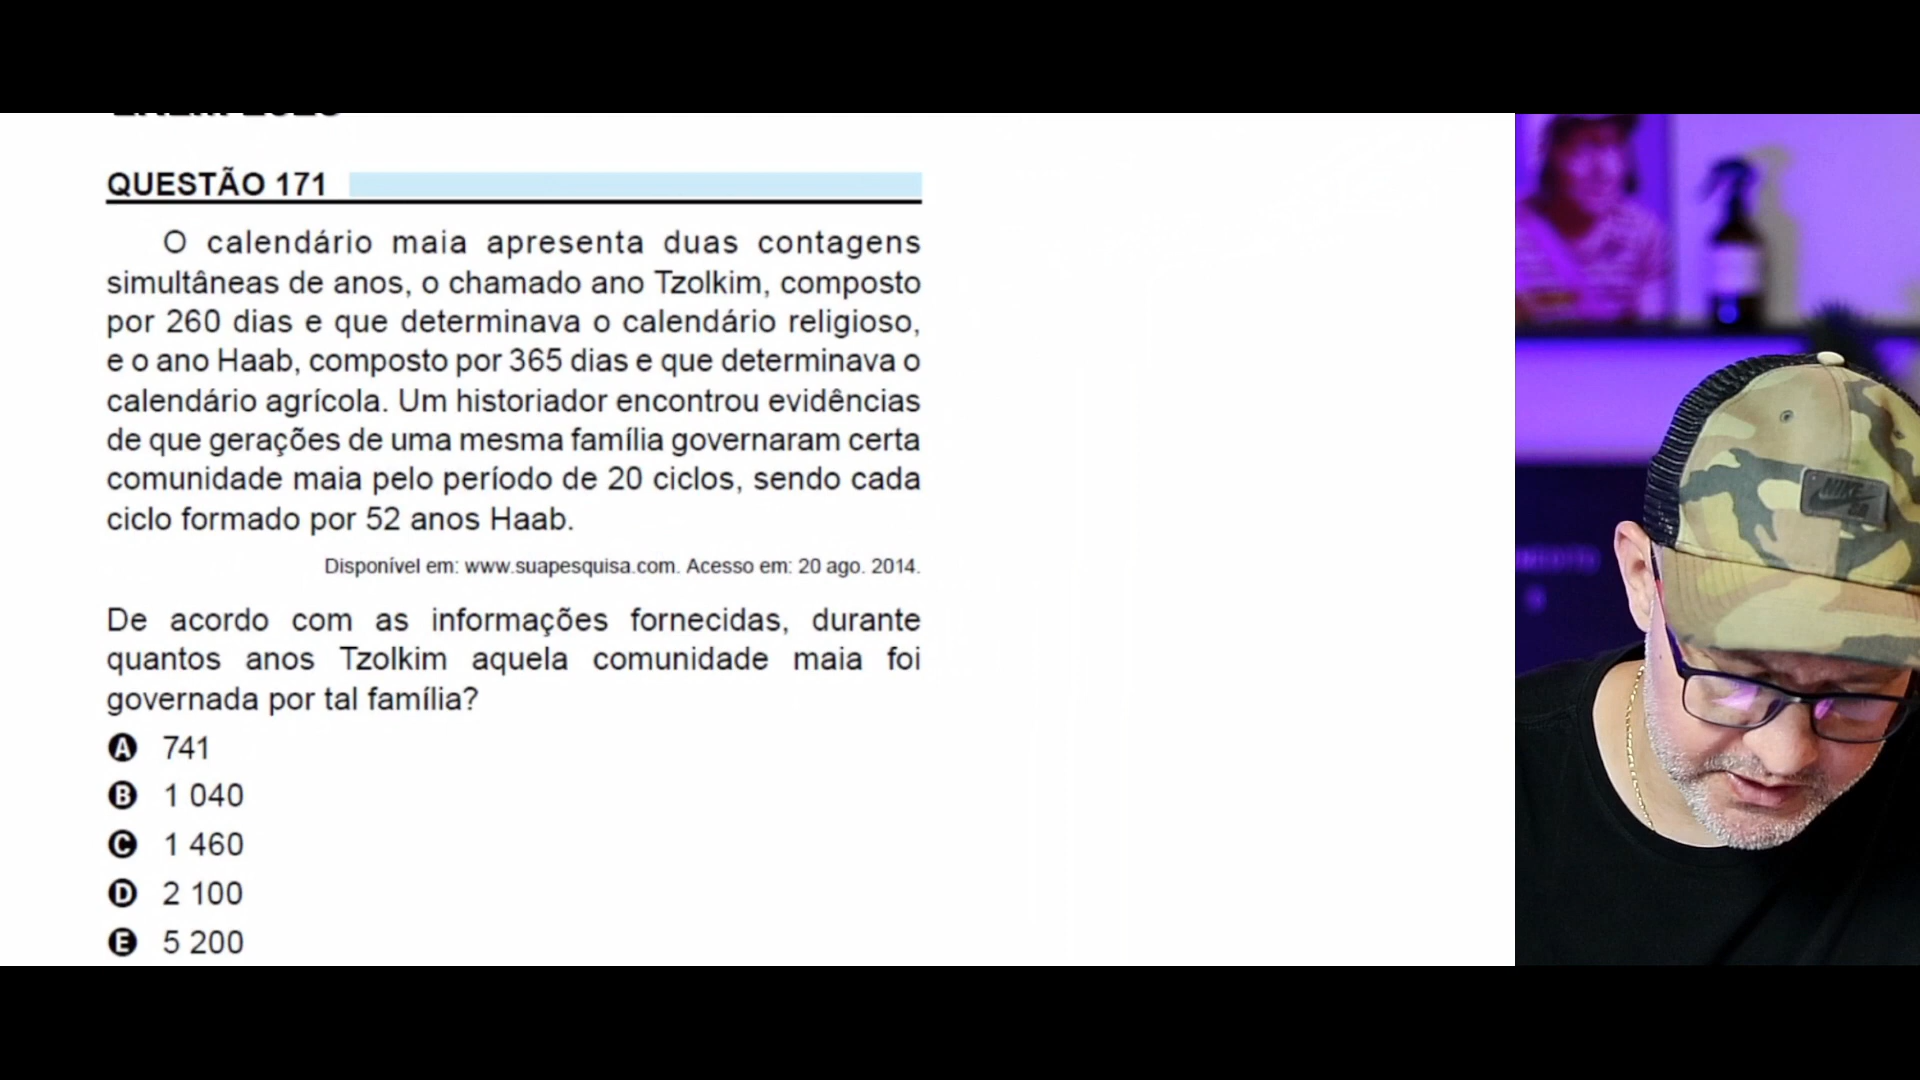 QUESTÃO 171
O calendário maia apresenta duas contagens
simultâneas de anos, o chamado ano Tzolkim, composto
por 260 dias e que determinava o calendário religioso,
e o ano Haab, composto por 365 dias e que determinava o
calendário agrícola. Um historiador encontrou evidências
de que gerações de uma mesma família governaram certa
comunidade maia pelo período de 20 ciclos, sendo cada
ciclo formado por 52 anos Haab.
Disponível em: www.suapesquisa.com. Acesso em: 20 ago. 2014.
De acordo com as informações fornecidas, durante
quantos anos Tzolkim aquela comunidade maia foi
governada por tal família?
A 741
B 1 040
C 1 460
D 2 100
E 5 200
NIKE